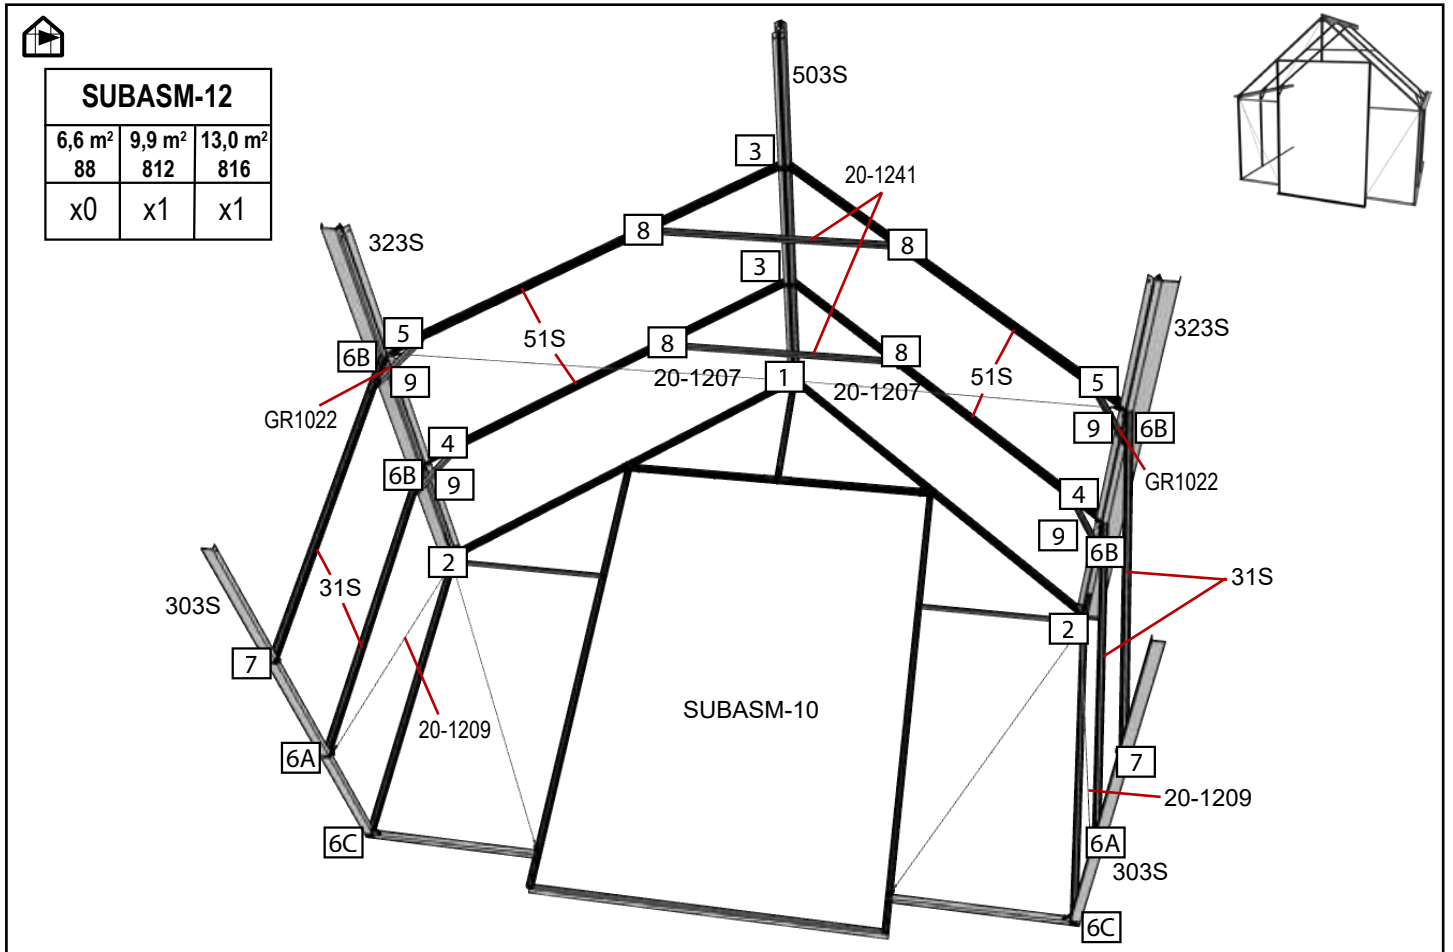 SUBASM-12
6,6 m² 9,9 m² 13,0 m²
88 812 816
x0 x1 x1
503S
3
20-1241
8
8
323S
3
323S
5
51S
6B
8
8
51S
5
9
20-1207
1
20-1207
GR1022
9
6B
4
6B
9
4
GR1022
9
6B
2
31S
31S
303S
2
7
SUBASM-10
20-1209
6A
7
20-1209
6C
6A
303S
6C